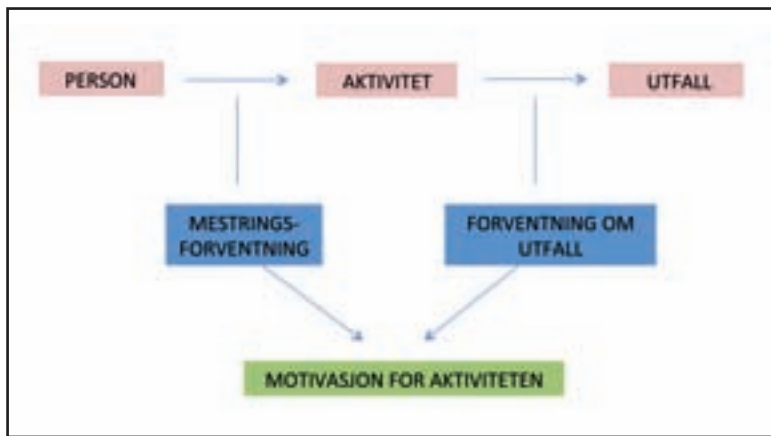 PERSON
AKTIVITET
UTFALL
MESTRINGS-
FORVENTNING
FORVENTNING OM
UTFALL
MOTIVASJON FOR AKTIVITETEN